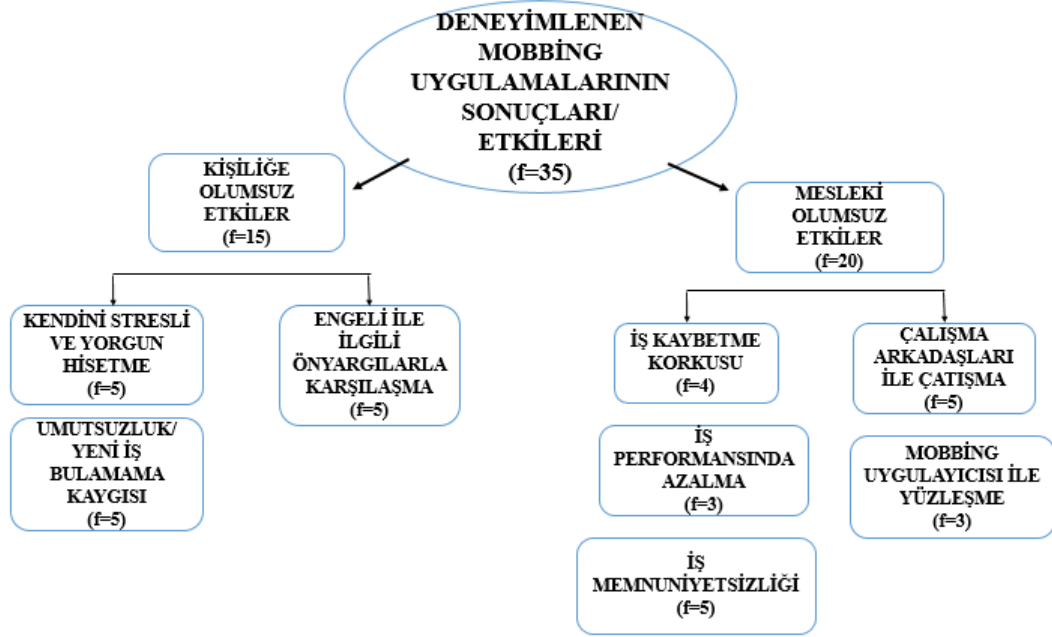 DENEYİMLENEN
MOBBİNG
UYGULAMALARININ
SONUÇLARI/
ETKİLERİ
(f=35)
KİŞİLİĞE
OLUMSUZ
ETKİLER
(f=15)
MESLEKİ
OLUMSUZ
ETKİLER
(f=20)
KENDİNİ STRESLİ
VE YORGUN
HİSETME
(f=5)
ENGELİ İLE
İLGİLİ
ÖNYARGILARLA
KARŞILAŞMA
(f=5)
İŞ KAYBETME
KORKUSU
(f=4)
ÇALIŞMA
ARKADAŞLARI
İLE ÇATIŞMA
(f=5)
UMUTSUZLUK/
YENİ İŞ
BULAMAMA
KAYGISI
(f=5)
İŞ
PERFORMANSINDA
AZALMA
(f=3)
MOBBİNG
UYGULAYICISI İLE
YÜZLEŞME
(f=3)
İŞ
MEMNUNİYETSİZLİĞİ
(f=5)